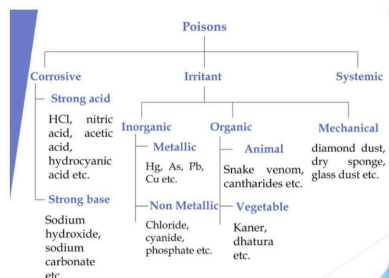 Poisons
Corrosive
Irritant
Systemic
Strong acid
HCl, nitric
acid, acetic
acid,
hydrocyanic
acid etc.
Strong base
Sodium
hydroxide,
sodium
carbonate
etc.
Inorganic
Metallic
Hg, As, Pb,
Cu etc.
Non Metallic
Chloride,
cyanide,
phosphate etc.
Organic
Animal
Snake venom,
cantharides etc.
Vegetable
Kaner,
dhatura
etc.
Mechanical
diamond dust,
dry sponge,
glass dust etc.